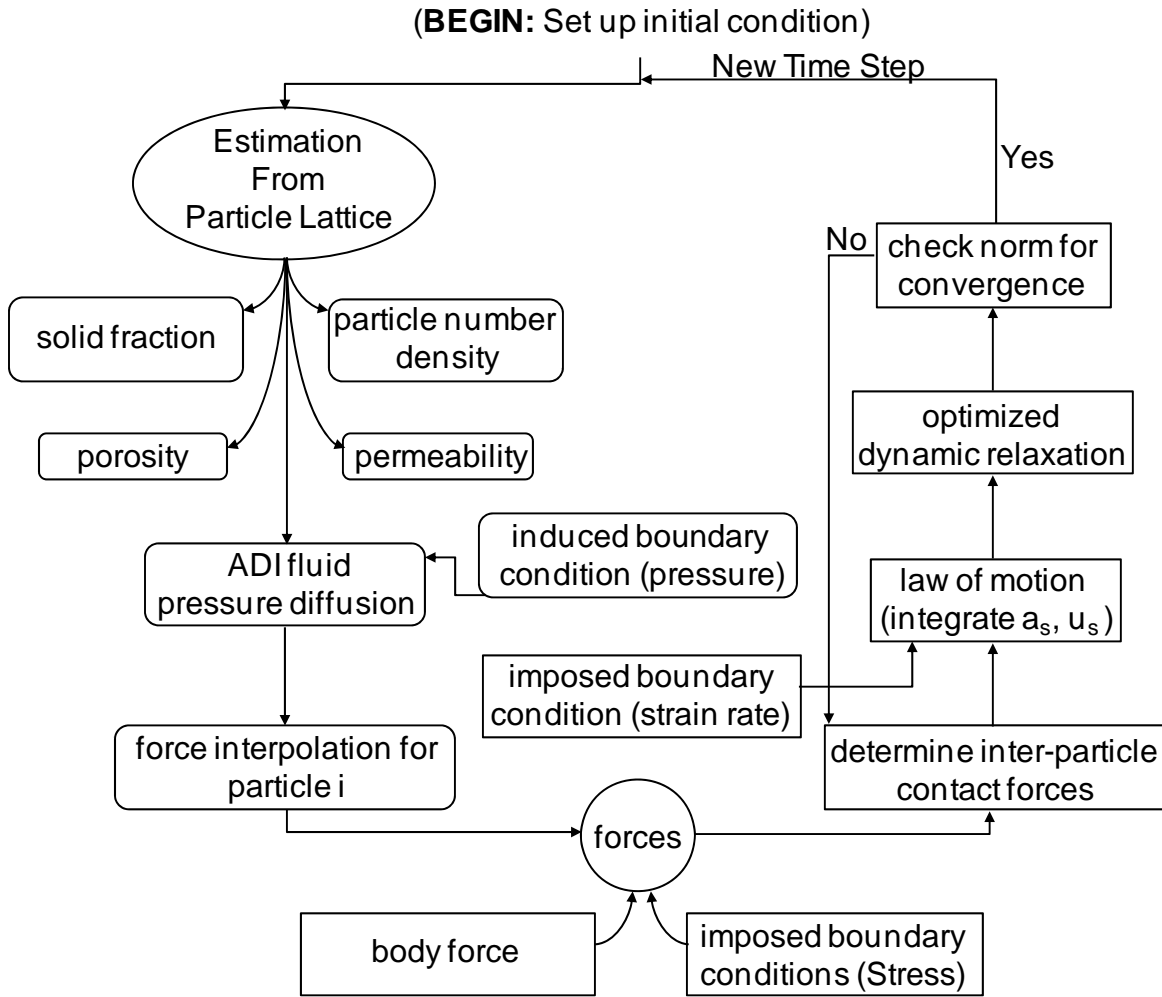 (BEGIN: Set up initial condition)
New Time Step
Estimation
From
Particle Lattice
Yes
No
check norm for
convergence
solid fraction
particle number
density
optimized
dynamic relaxation
porosity
permeability
induced boundary
condition (pressure)
ADI fluid
pressure diffusion
law of motion
(integrate aₛ, uₛ)
imposed boundary
condition (strain rate)
force interpolation for
particle i
determine inter-particle
contact forces
forces
body force
imposed boundary
conditions (Stress)